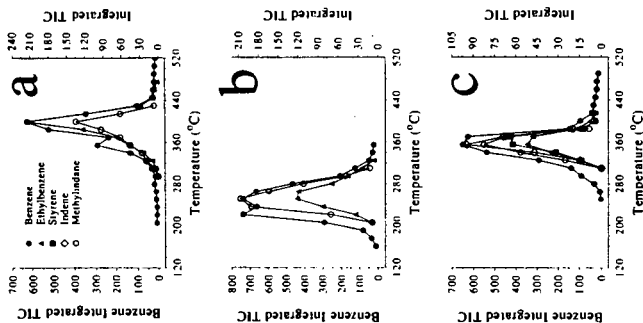 a
Benzene Integrated TIC
700
600
500
400
300
200
100
0
Benzene
Ethylbenzene
Styrene
Indene
Methylindane
240
210
180
150
120
90
60
30
0
Integrated TIC
120 200 280 360 440 520
Temperature (°C)
b
Benzene Integrated TIC
800
700
600
500
400
300
200
100
0
210
180
150
120
90
60
30
0
Integrated TIC
120 200 280 360 440 520
Temperature (°C)
c
Benzene Integrated TIC
700
600
500
400
300
200
100
0
105
90
75
60
45
30
15
0
Integrated TIC
120 200 280 360 440 520
Temperature (°C)